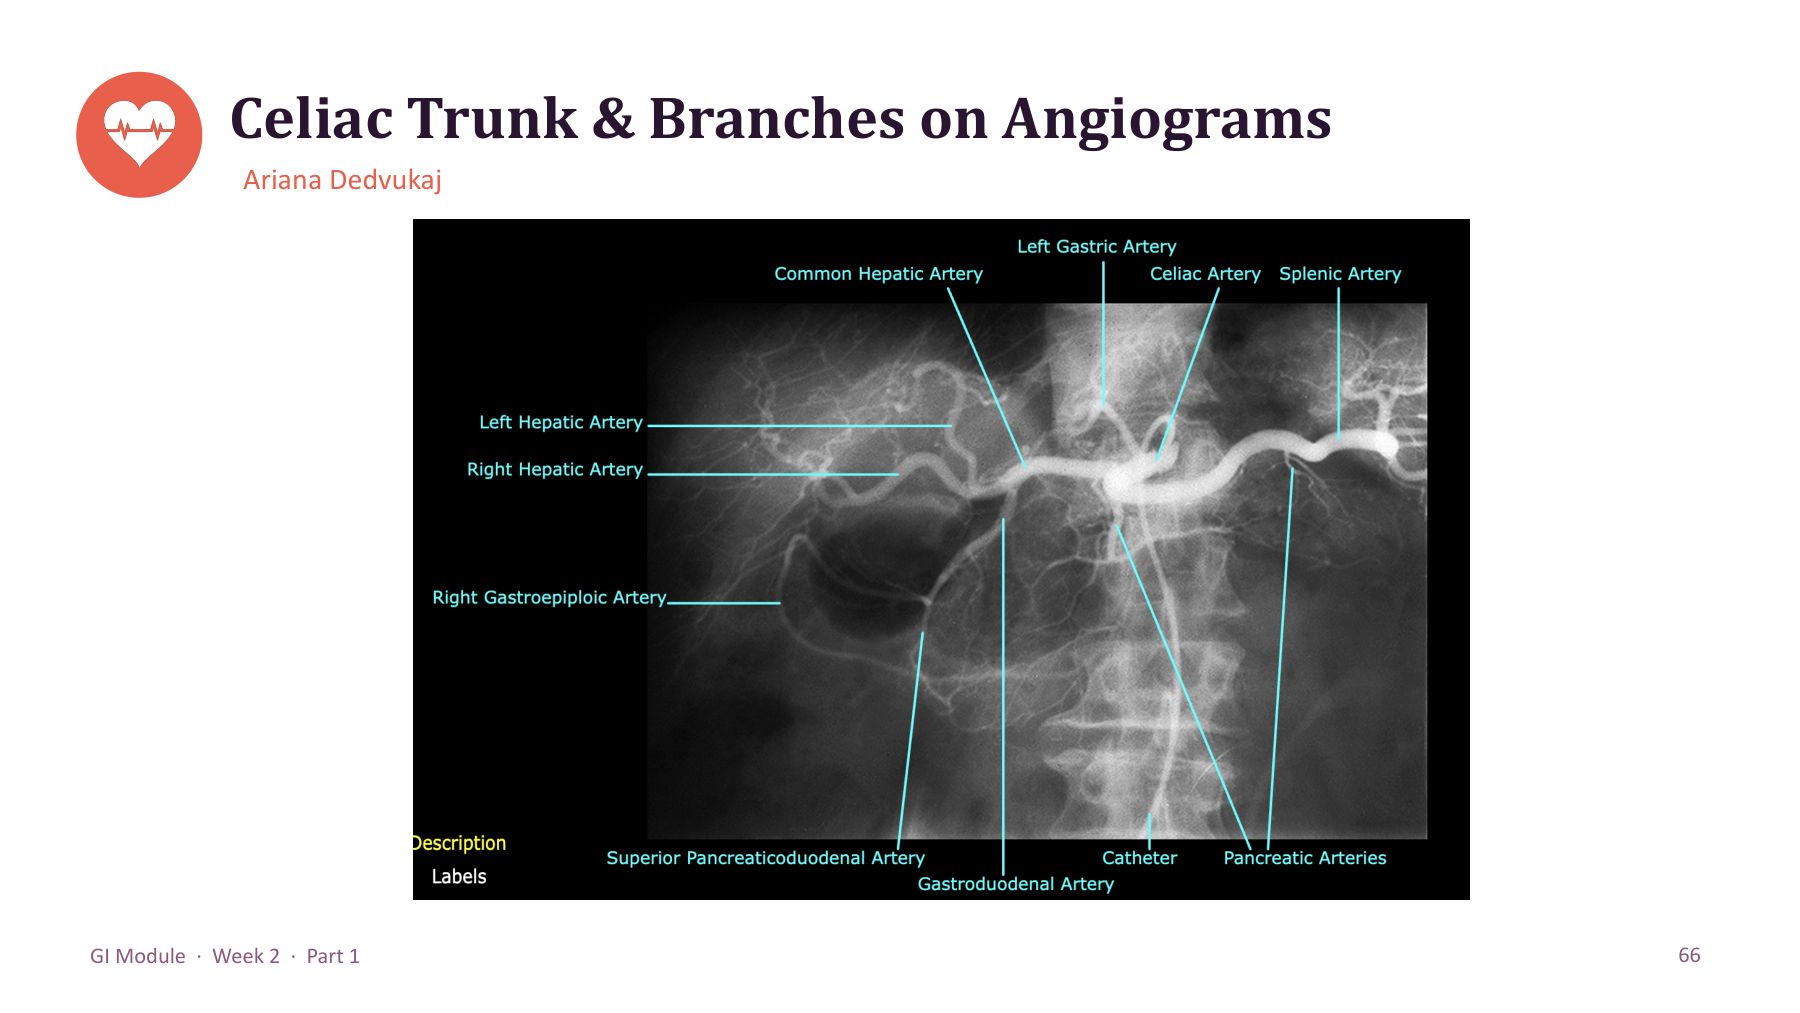 Celiac Trunk & Branches on Angiograms
Ariana Dedvukaj
Left Gastric Artery
Common Hepatic Artery
Celiac Artery
Splenic Artery
Left Hepatic Artery
Right Hepatic Artery
Right Gastroepiploic Artery
Description
Labels
Superior Pancreaticoduodenal Artery
Catheter
Pancreatic Arteries
Gastroduodenal Artery
GI Module · Week 2 · Part 1
66